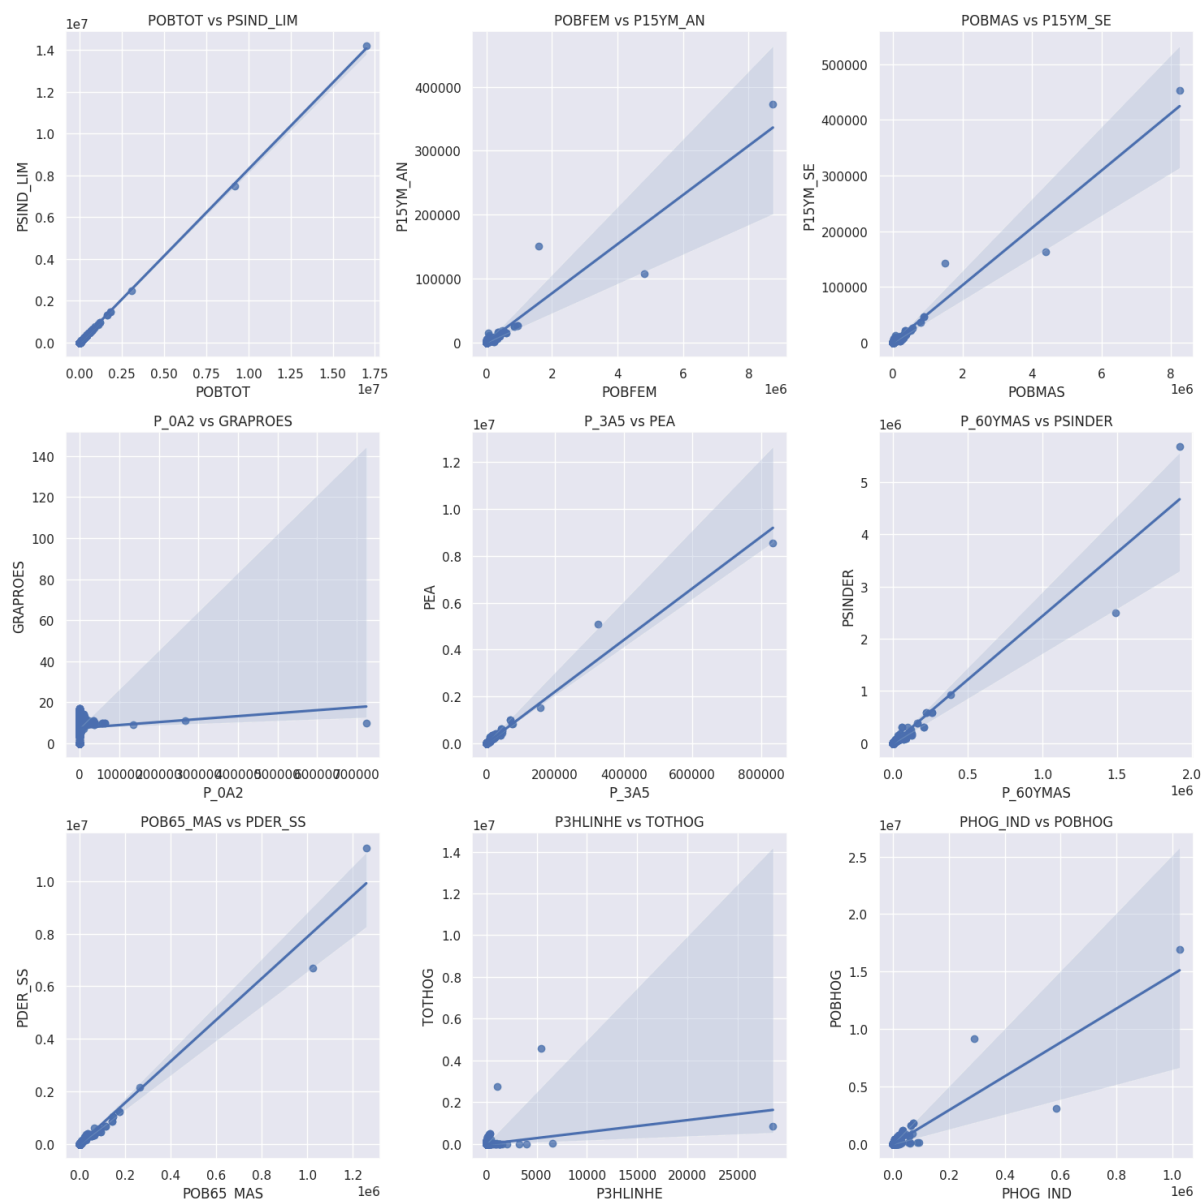 POBTOT vs PSIND_LIM
1e7
1.4
1.2
1.0
0.8
0.6
0.4
0.2
0.0
PSIND_LIM
0.00 0.25 0.50 0.75 1.00 1.25 1.50 1.75
1e7
POBTOT
POBFEM vs P15YM_AN
400000
300000
200000
100000
0
P15YM_AN
0 2 4 6 8
1e6
POBFEM
POBMAS vs P15YM_SE
500000
400000
300000
200000
100000
0
P15YM_SE
0 2 4 6 8
1e6
POBMAS
P_0A2 vs GRAPROES
140
120
100
80
60
40
20
0
GRAPROES
0 100000 200000 300000 400000 500000 600000 700000
P_0A2
P_3A5 vs PEA
1e7
1.2
1.0
0.8
0.6
0.4
0.2
0.0
PEA
0 200000 400000 600000 800000
P_3A5
P_60YMAS vs PSINDER
1e6
5
4
3
2
1
0
PSINDER
0.0 0.5 1.0 1.5 2.0
1e6
P_60YMAS
POB65_MAS vs PDER_SS
1e7
1.0
0.8
0.6
0.4
0.2
0.0
PDER_SS
0.0 0.2 0.4 0.6 0.8 1.0 1.2
1e6
POB65_MAS
P3HLINHE vs TOTHOG
1e7
1.4
1.2
1.0
0.8
0.6
0.4
0.2
0.0
TOTHOG
0 5000 10000 15000 20000 25000
P3HLINHE
PHOG_IND vs POBHOG
1e7
2.5
2.0
1.5
1.0
0.5
0.0
POBHOG
0.0 0.2 0.4 0.6 0.8 1.0
1e6
PHOG_IND